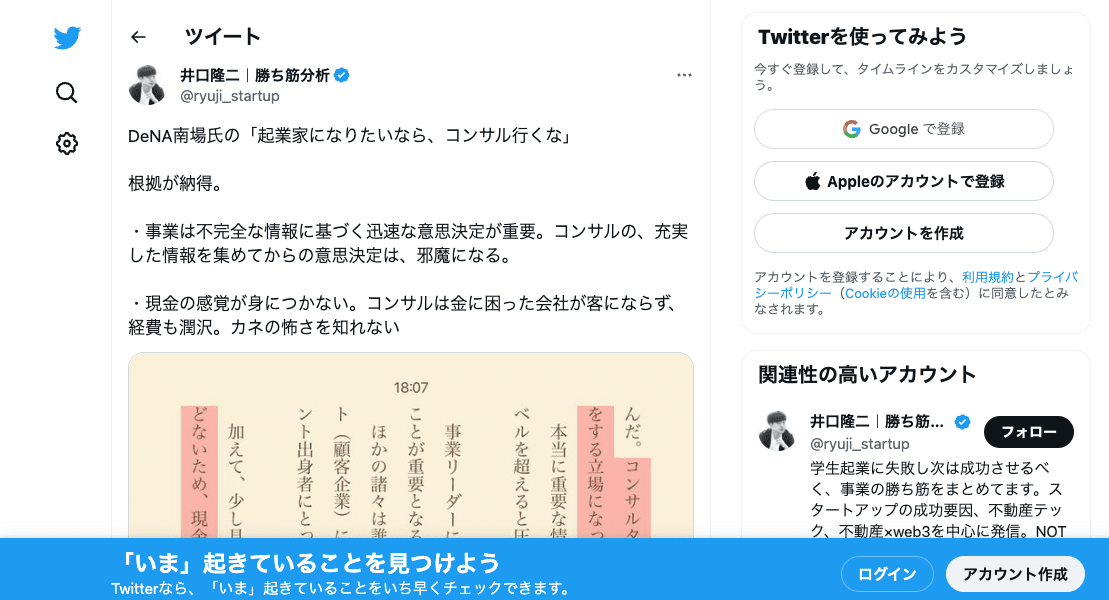 ツイート
井口隆二｜勝ち筋分析
@ryuji_startup
DeNA南場氏の「起業家になりたいなら、コンサル行くな」
根拠が納得。
・事業は不完全な情報に基づく迅速な意思決定が重要。コンサルの、充実
した情報を集めてからの意思決定は、邪魔になる。
・現金の感覚が身につかない。コンサルは金に困った会社が客にならず、
経費も潤沢。カネの怖さを知れない
18:07
んだ。コンサルタ
をする立場になっ
本当に重要な情
ベルを超えると圧
事業リーダーに
ことが重要となる
ほかの諸々は誰
ト（顧客企業）に
ント出身者にとっ
加えて、少し見
どないため、現金
Twitterを使ってみよう
今すぐ登録して、タイムラインをカスタマイズしましょ
う。
Google で登録
Appleのアカウントで登録
アカウントを作成
アカウントを登録することにより、利用規約とプライバ
シーポリシー（Cookieの使用を含む）に同意したとみ
なされます。
関連性の高いアカウント
井口隆二｜勝ち筋...
@ryuji_startup
フォロー
学生起業に失敗し次は成功させるべ
く、事業の勝ち筋をまとめてます。ス
タートアップの成功要因、不動産テッ
ク、不動産×web3を中心に発信。NOT
「いま」起きていることを見つけよう
Twitterなら、「いま」起きていることをいち早くチェックできます。
ログイン
アカウント作成